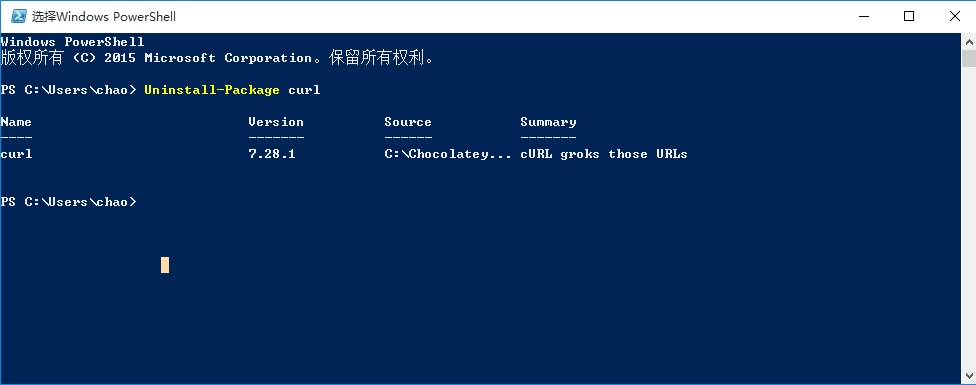 选择Windows PowerShell
Windows PowerShell
版权所有 (C) 2015 Microsoft Corporation。保留所有权利。
PS C:\Users\chao> Uninstall-Package curl
Name Version Source Summary
---- ------- ------ -------
curl 7.28.1 C:\Chocolatey... cURL groks those URLs
PS C:\Users\chao>